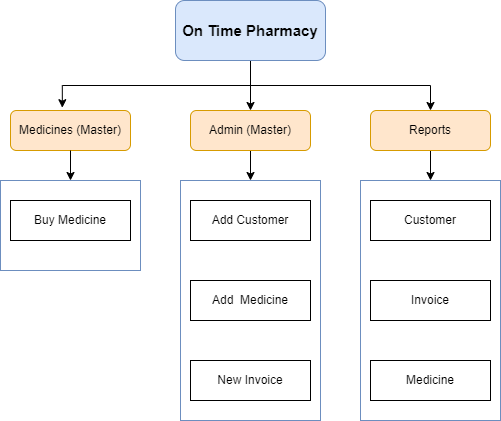 On Time Pharmacy
Medicines (Master)
Admin (Master)
Reports
Buy Medicine
Add Customer
Customer
Add Medicine
Invoice
New Invoice
Medicine